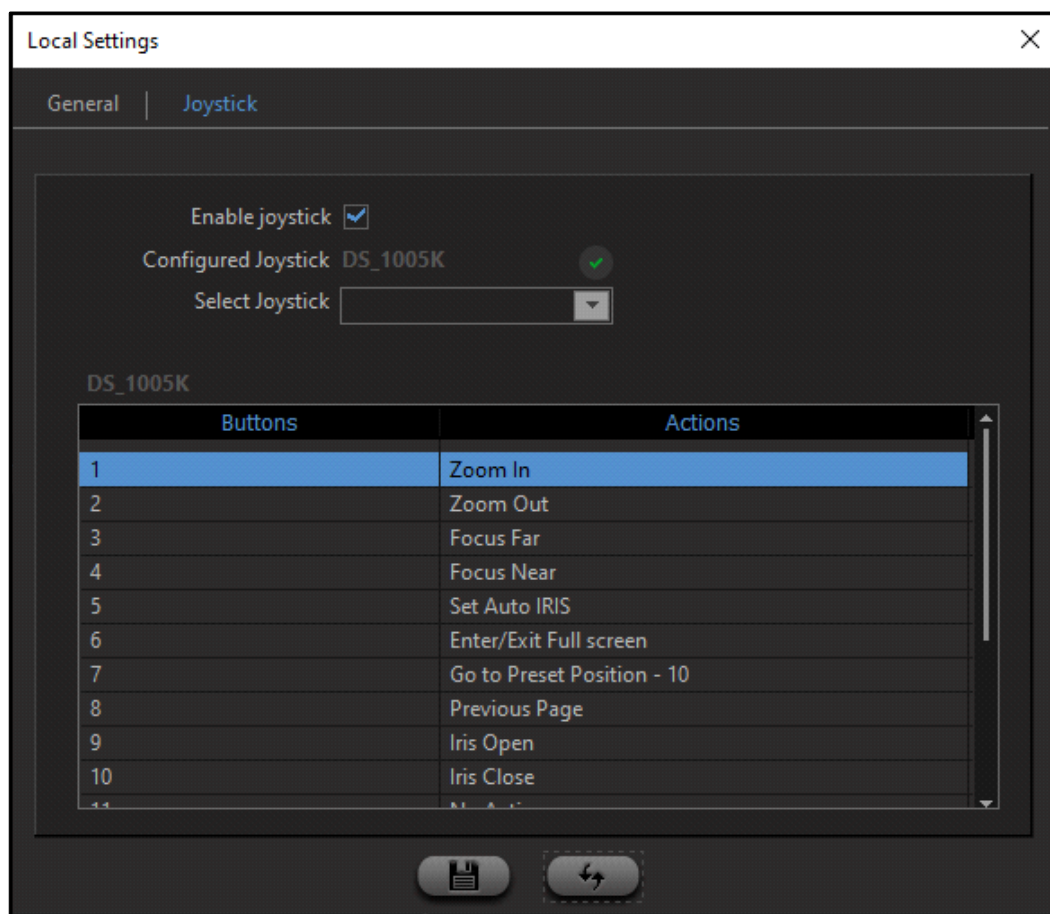 Local Settings
General | Joystick
Enable joystick
Configured Joystick DS_1005K
Select Joystick
DS_1005K
Buttons Actions
1 Zoom In
2 Zoom Out
3 Focus Far
4 Focus Near
5 Set Auto IRIS
6 Enter/Exit Full screen
7 Go to Preset Position - 10
8 Previous Page
9 Iris Open
10 Iris Close